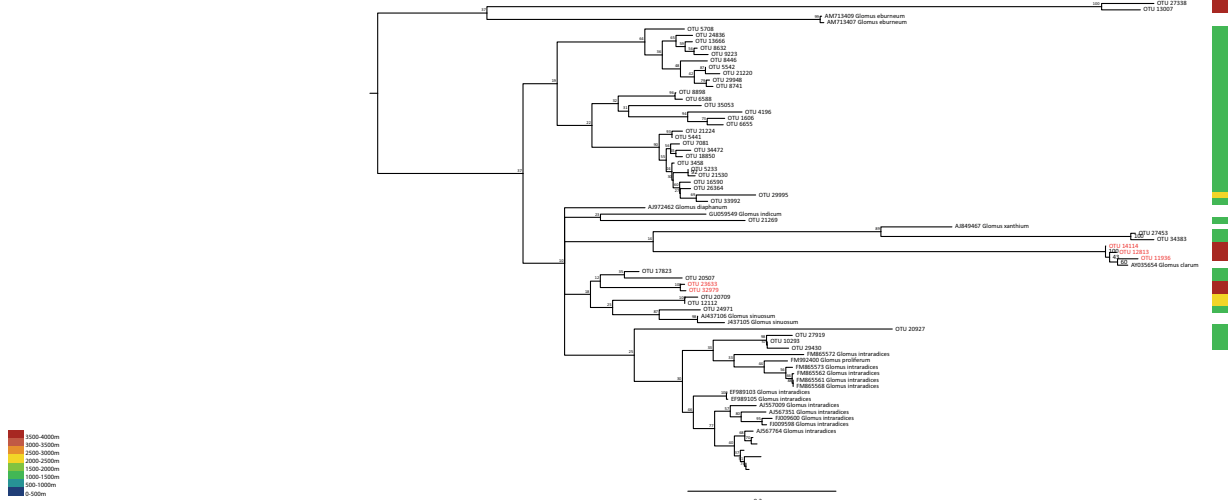 OTU 27338
OTU 13007
AM713409 Glomus eburneum
AM713407 Glomus eburneum
OTU 5708
OTU 24836
OTU 13666
OTU 8632
OTU 9223
OTU 8446
OTU 5542
OTU 21220
OTU 29948
OTU 8741
OTU 8898
OTU 6588
OTU 35053
OTU 4196
OTU 1606
OTU 6655
OTU 21224
OTU 5441
OTU 7081
OTU 34472
OTU 18850
OTU 3458
OTU 5233
OTU 21530
OTU 16590
OTU 26364
OTU 29995
OTU 33992
AJ972462 Glomus diaphanum
GU059549 Glomus indicum
OTU 21269
AJ849467 Glomus xanthium
OTU 27453
100
OTU 34383
OTU 14114
100
OTU 12813
OTU 11936
60
AY035654 Glomus clarum
OTU 17823
OTU 20507
OTU 23633
OTU 32979
OTU 20709
OTU 12112
OTU 24971
AJ437106 Glomus sinuosum
J437105 Glomus sinuosum
OTU 20927
OTU 27919
OTU 10293
OTU 29430
FM865572 Glomus intraradices
FM992400 Glomus proliferum
FM865573 Glomus intraradices
FM865562 Glomus intraradices
FM865561 Glomus intraradices
FM865568 Glomus intraradices
EF989103 Glomus intraradices
EF989105 Glomus intraradices
AJ557009 Glomus intraradices
AJ567351 Glomus intraradices
FJ009600 Glomus intraradices
FJ009598 Glomus intraradices
AJ567764 Glomus intraradices
3500-4000m
3000-3500m
2500-3000m
2000-2500m
1500-2000m
1000-1500m
500-1000m
0-500m